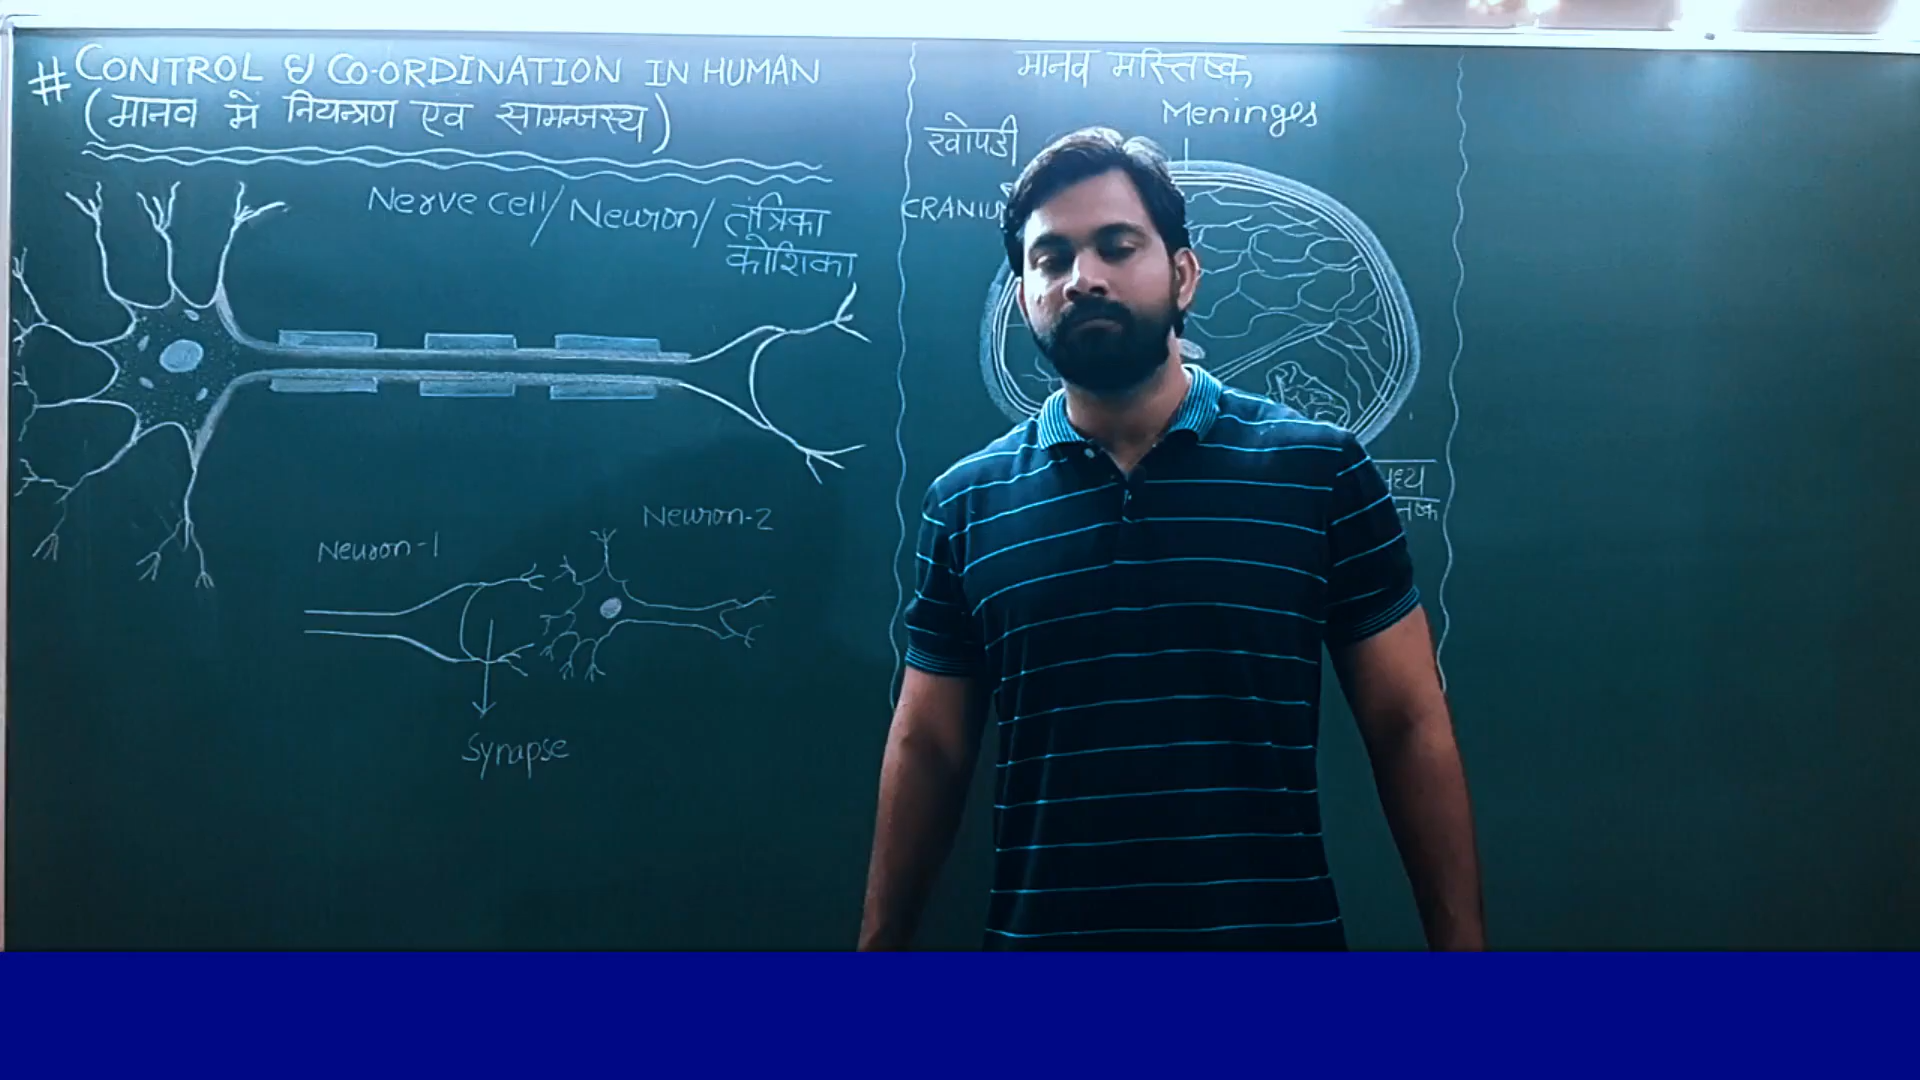 # CONTROL & CO-ORDINATION IN HUMAN
(मानव में नियन्त्रण एवं सामन्जस्य)
Nerve cell/ Neuron/ तंत्रिका
कोशिका
Neuron-1
Neuron-2
Synapse
मानव मस्तिष्क
Meninges
खोपडी